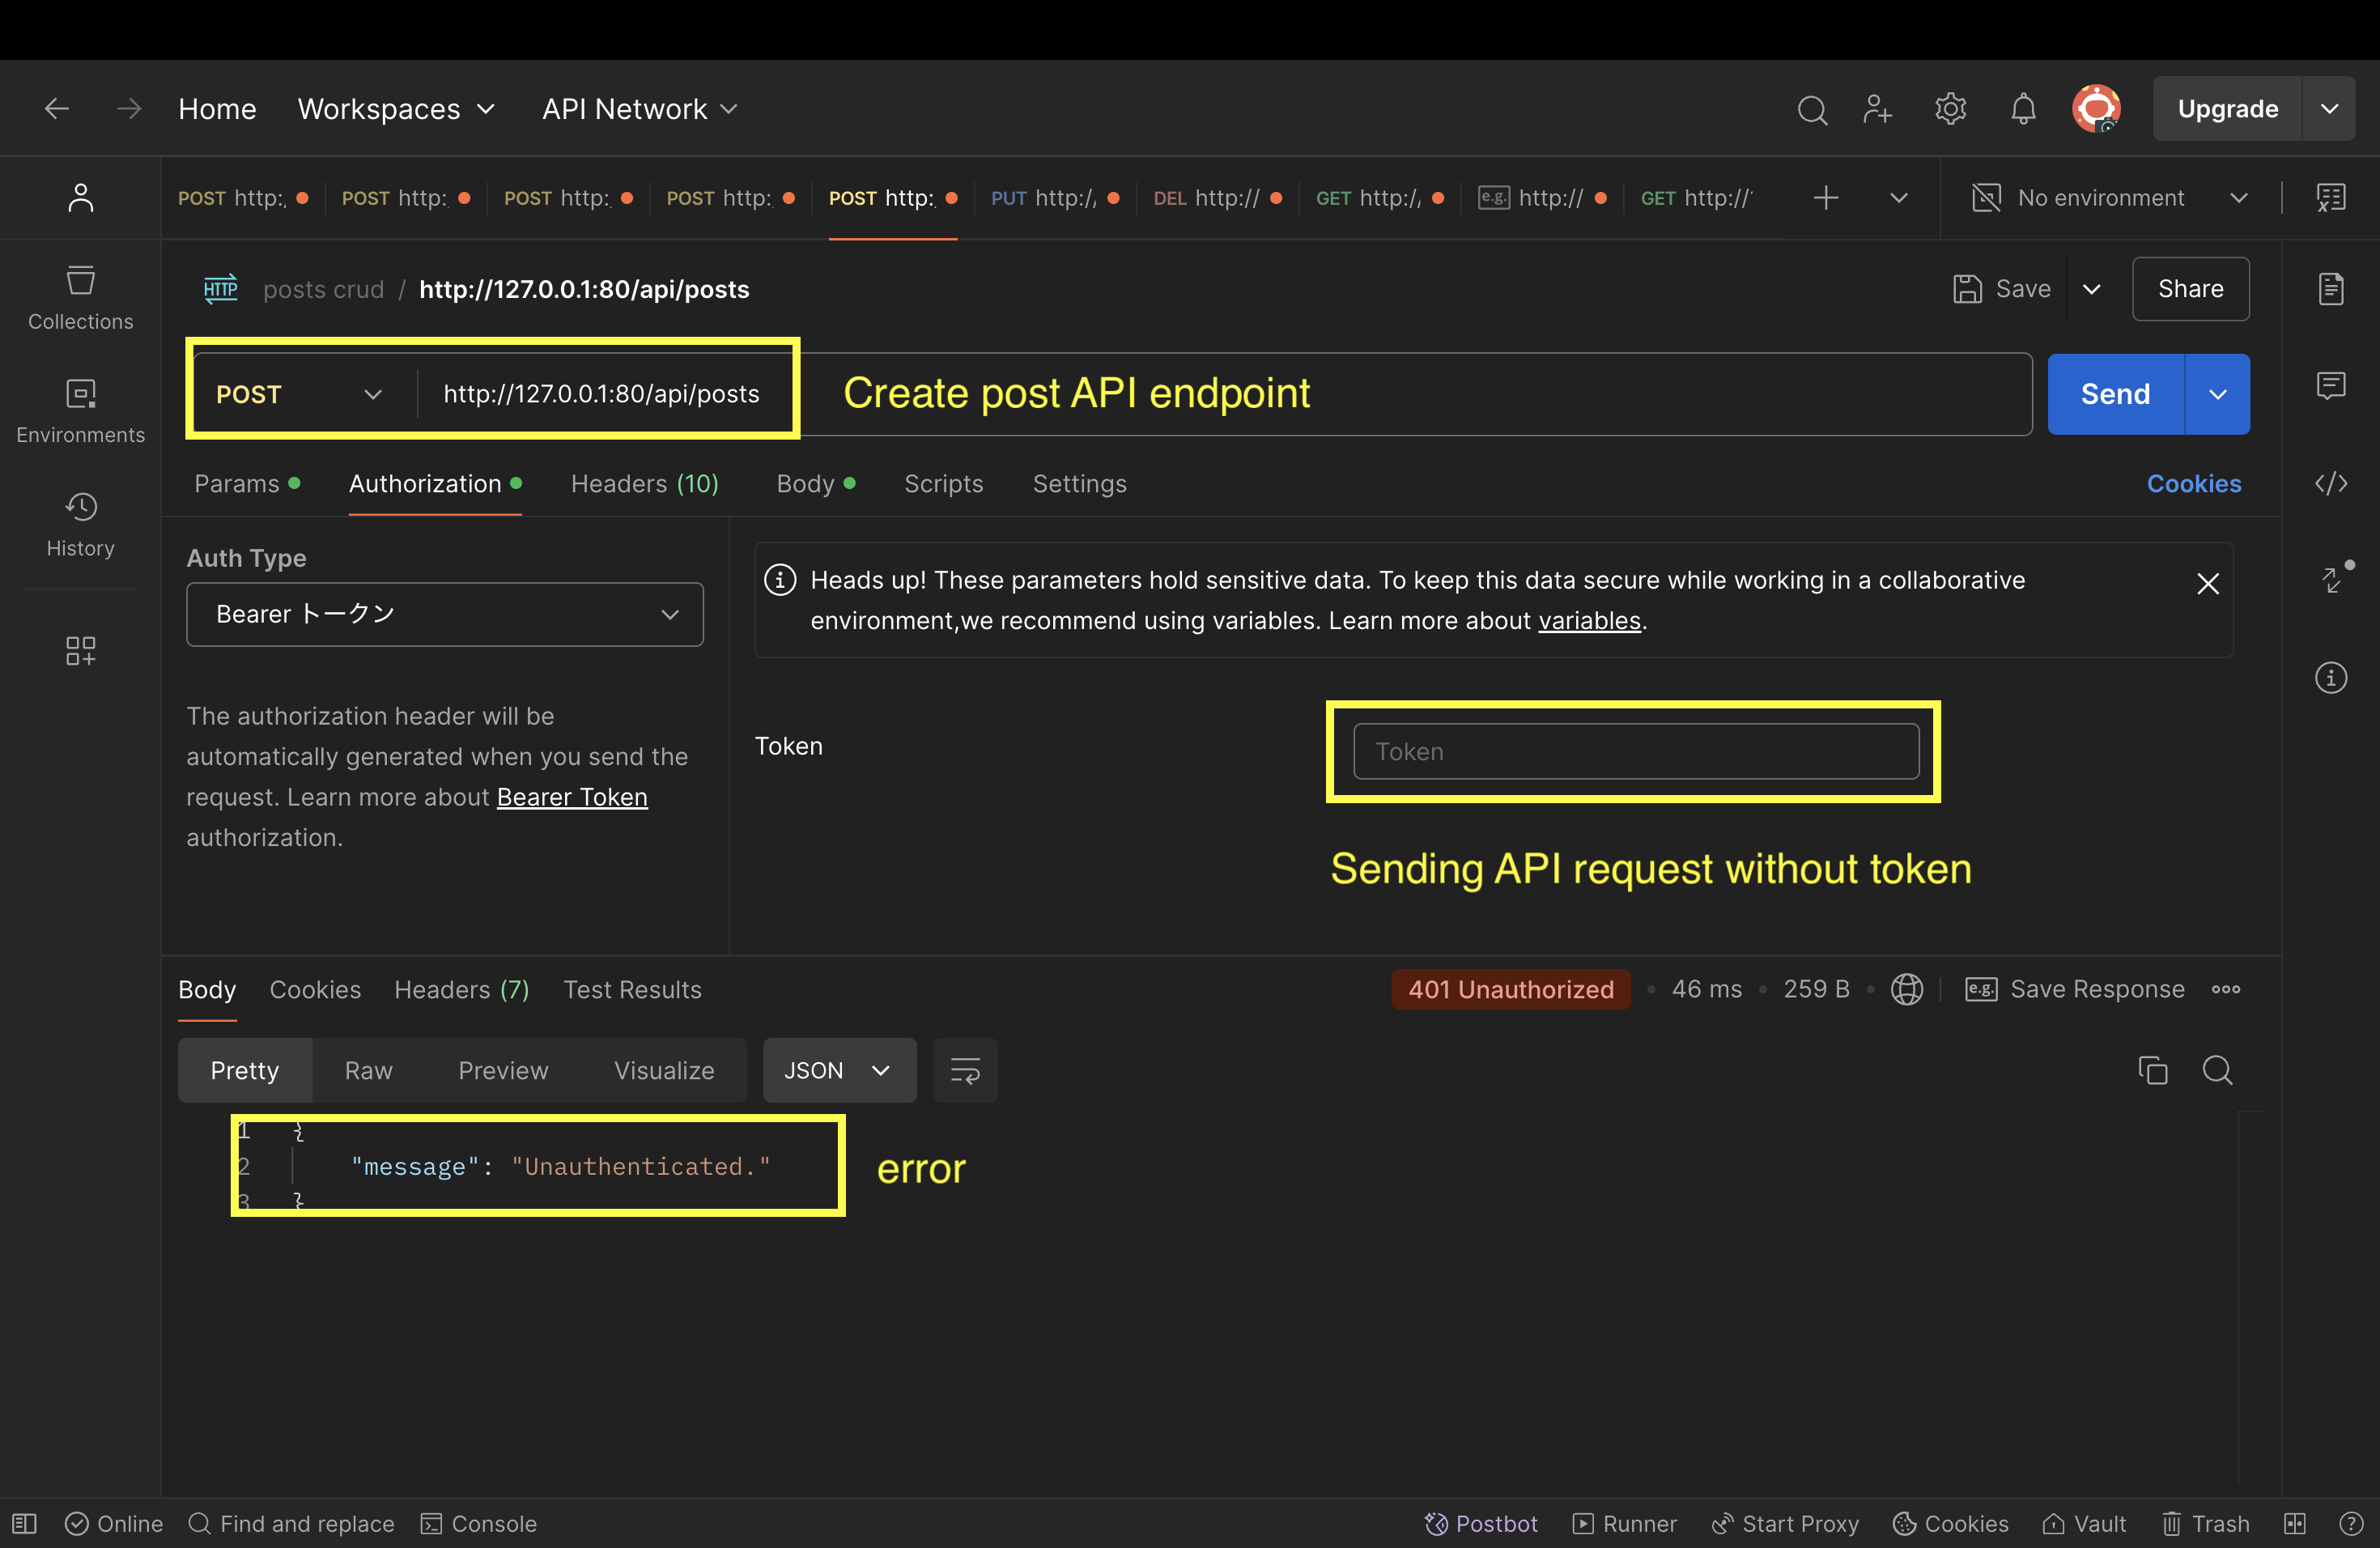 Home Workspaces API Network Upgrade
POST http: POST http: POST http: POST http: POST http: PUT http:/ DEL http:// GET http:/ e.g. http:// GET http:// No environment
Collections
Environments
History
HTTP posts crud / http://127.0.0.1:80/api/posts Save Share
POST http://127.0.0.1:80/api/posts Create post API endpoint Send
Params Authorization Headers (10) Body Scripts Settings Cookies
Auth Type
Bearer トークン
The authorization header will be
automatically generated when you send the
request. Learn more about Bearer Token
authorization.
Heads up! These parameters hold sensitive data. To keep this data secure while working in a collaborative
environment,we recommend using variables. Learn more about variables.
Token Token
Sending API request without token
Body Cookies Headers (7) Test Results 401 Unauthorized 46 ms 259 B e.g. Save Response
Pretty Raw Preview Visualize JSON
1 {
2 "message": "Unauthenticated." error
3 }
Online Find and replace Console Postbot Runner Start Proxy Cookies Vault Trash